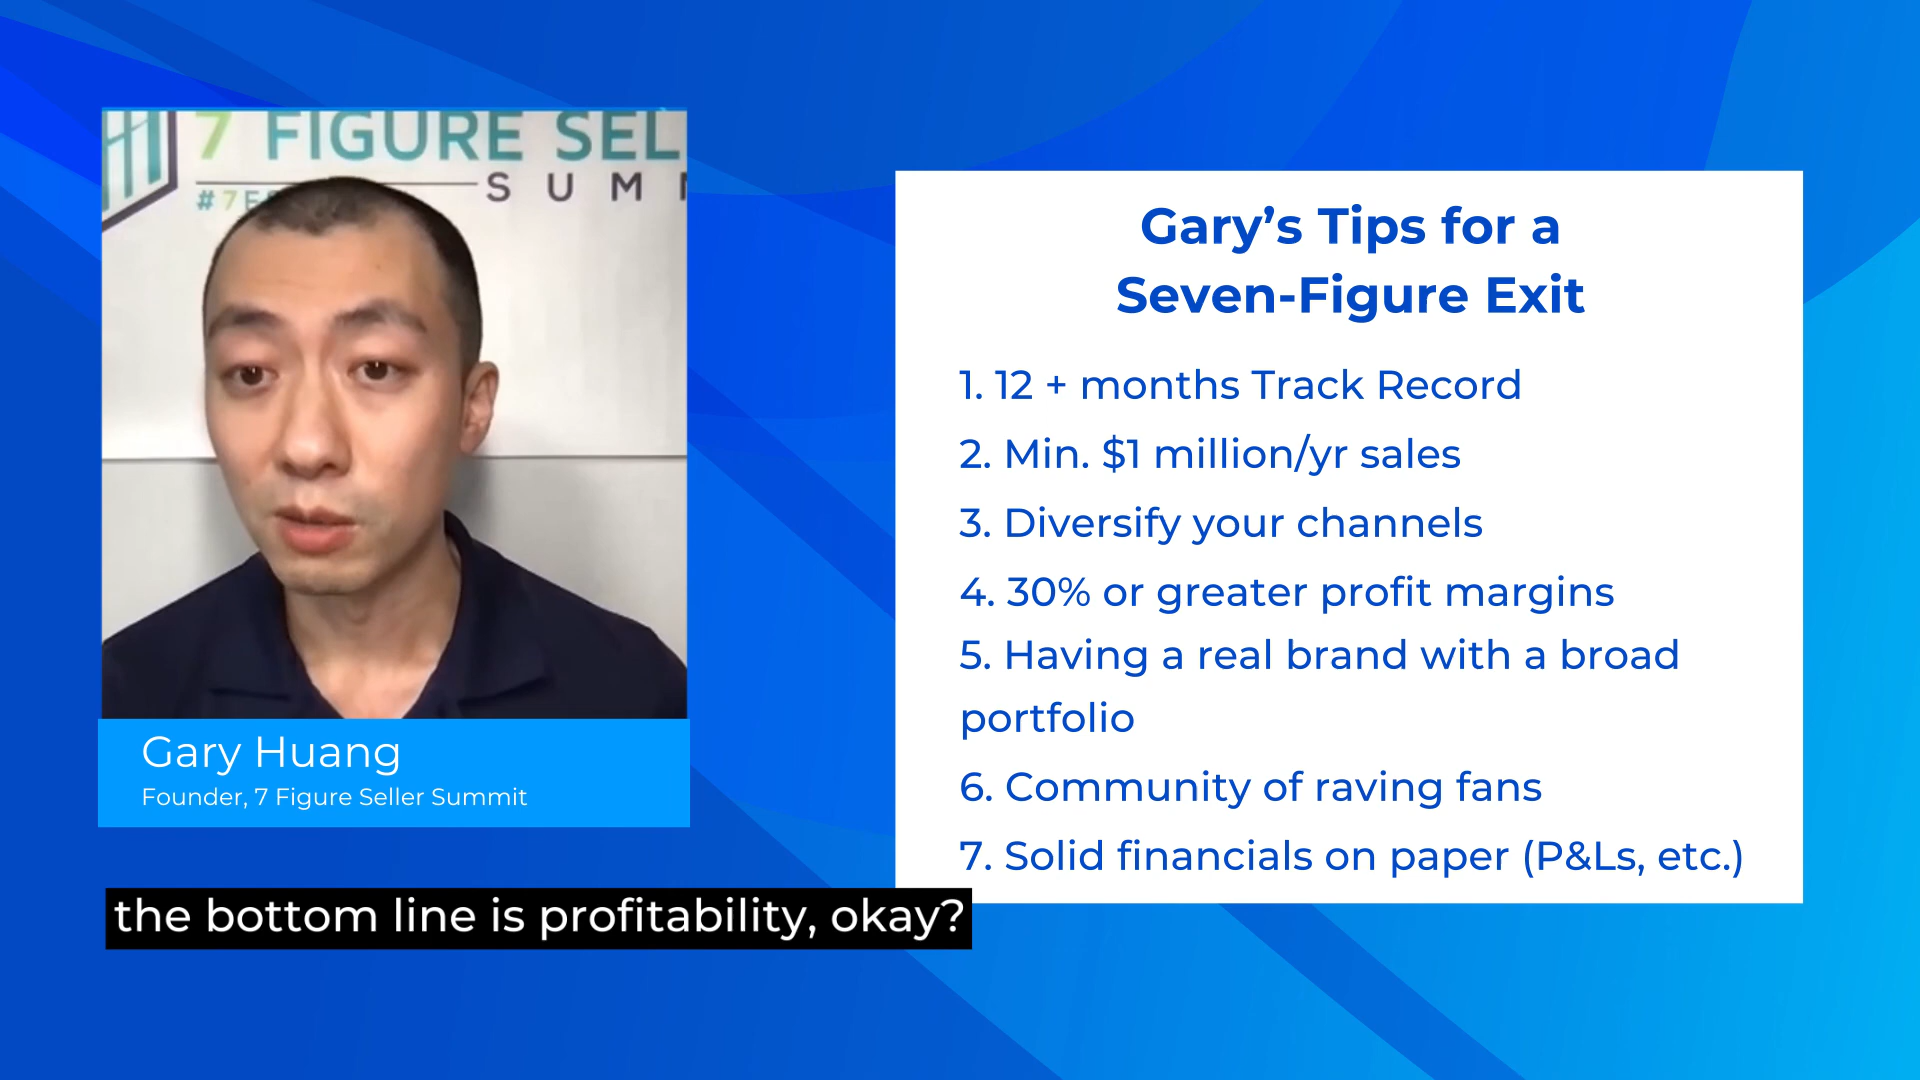 7 FIGURE SEL
SUM
#7F
Gary Huang
Founder, 7 Figure Seller Summit
the bottom line is profitability, okay?
Gary’s Tips for a
Seven-Figure Exit
1. 12 + months Track Record
2. Min. $1 million/yr sales
3. Diversify your channels
4. 30% or greater profit margins
5. Having a real brand with a broad
portfolio
6. Community of raving fans
7. Solid financials on paper (P&Ls, etc.)